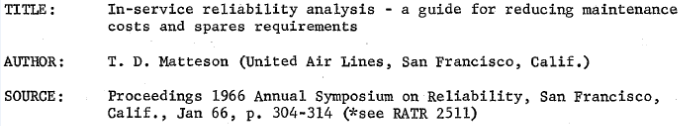 TITLE: In-service reliability analysis - a guide for reducing maintenance
costs and spares requirements
AUTHOR: T. D. Matteson (United Air Lines, San Francisco, Calif.)
SOURCE: Proceedings 1966 Annual Symposium on Reliability, San Francisco,
Calif., Jan 66, p. 304-314 (*see RATR 2511)